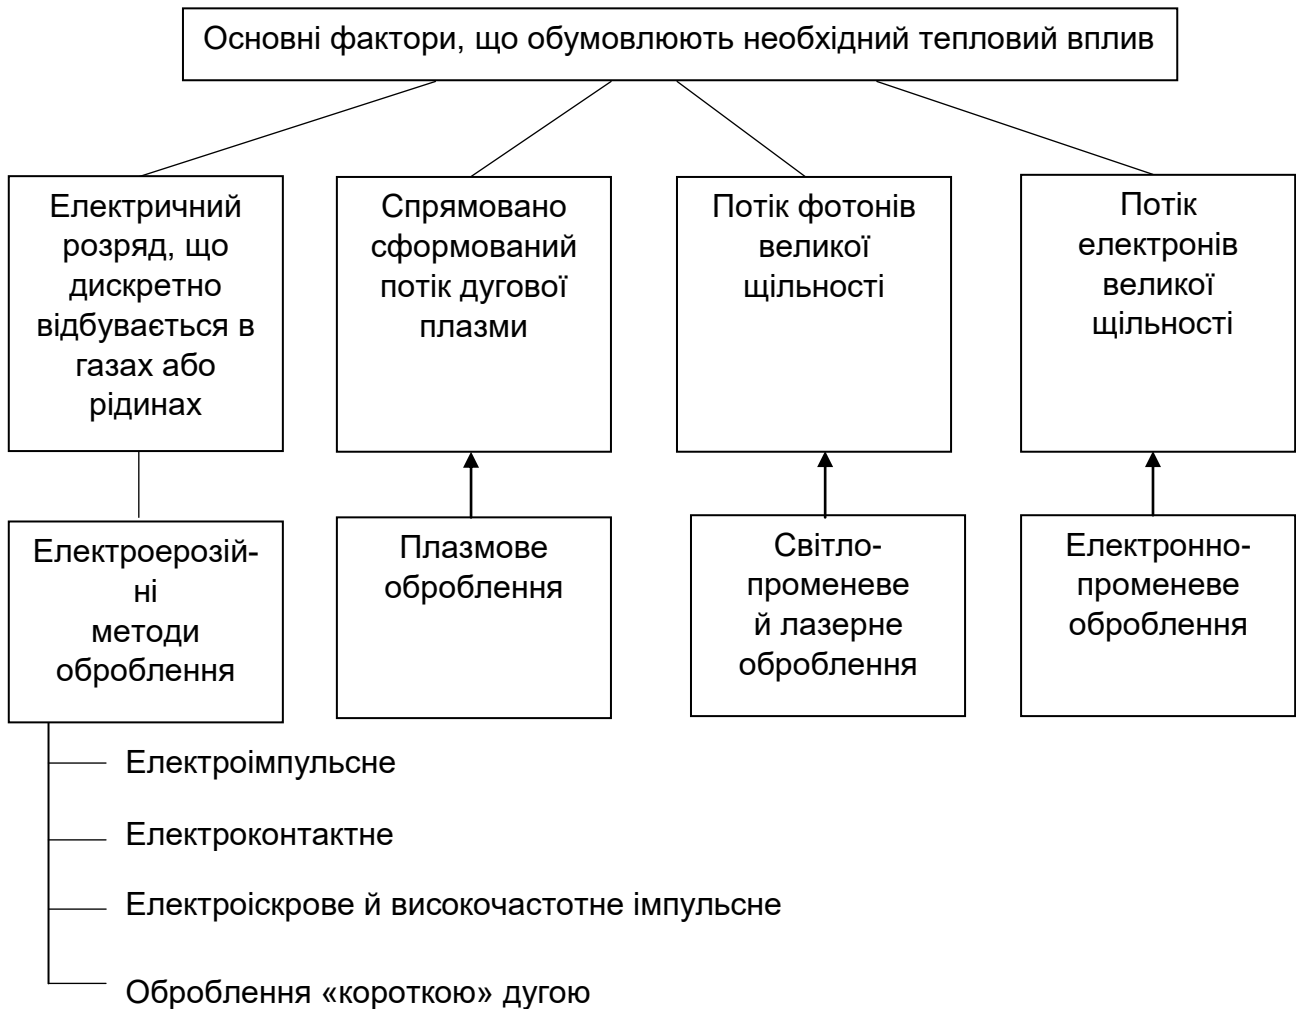 Основні фактори, що обумовлюють необхідний тепловий вплив
Електричний
розряд, що
дискретно
відбувається в
газах або
рідинах
Спрямовано
сформований
потік дугової
плазми
Потік фотонів
великої
щільності
Потік
електронів
великої
щільності
Електроерозій-
ні
методи
оброблення
Плазмове
оброблення
Світло-
променеве
й лазерне
оброблення
Електронно-
променеве
оброблення
Електроімпульсне
Електроконтактне
Електроіскрове й високочастотне імпульсне
Оброблення «короткою» дугою